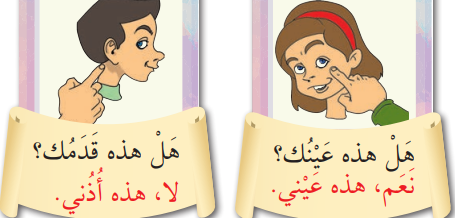 هَلْ هذه عَيْنُك؟
نَعَم، هذه عَيْني.
هَلْ هذه قَدَمُك؟
لا، هذه أُذُني.